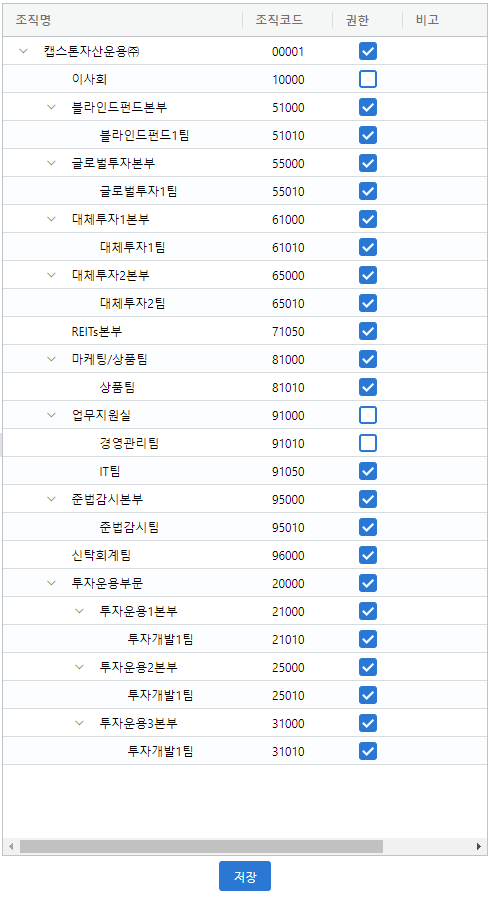 조직명 조직코드 권한 비고
캡스톤자산운용㈜ 00001
이사회 10000
블라인드펀드본부 51000
블라인드펀드1팀 51010
글로벌투자본부 55000
글로벌투자1팀 55010
대체투자1본부 61000
대체투자1팀 61010
대체투자2본부 65000
대체투자2팀 65010
REITs본부 71050
마케팅/상품팀 81000
상품팀 81010
업무지원실 91000
경영관리팀 91010
IT팀 91050
준법감시본부 95000
준법감시팀 95010
신탁회계팀 96000
투자운용부문 20000
투자운용1본부 21000
투자개발1팀 21010
투자운용2본부 25000
투자개발1팀 25010
투자운용3본부 31000
투자개발1팀 31010
저장